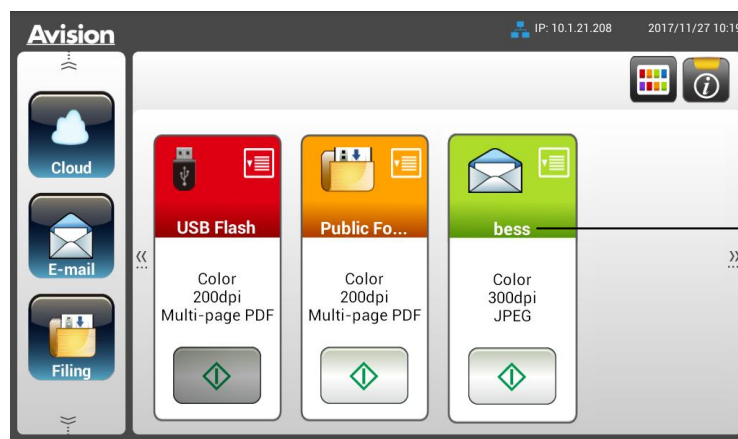 Avision
IP: 10.1.21.208 2017/11/27 10:19
Cloud
E-mail
Filing
USB Flash
Color
200dpi
Multi-page PDF
Public Fo...
Color
200dpi
Multi-page PDF
bess
Color
300dpi
JPEG